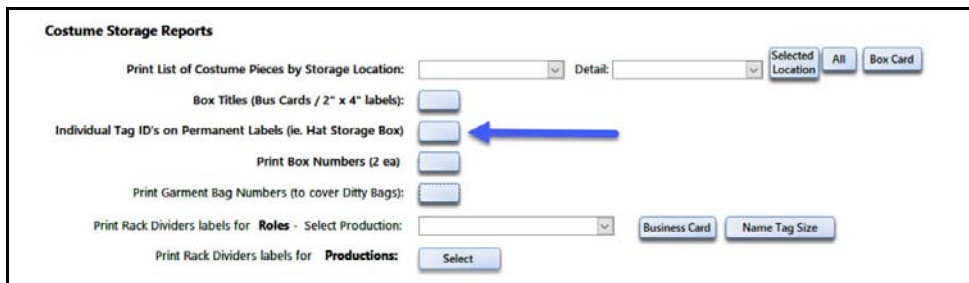 Costume Storage Reports
Print List of Costume Pieces by Storage Location: Detail: Selected Location All Box Card
Box Titles (Bus Cards / 2" x 4" labels):
Individual Tag ID's on Permanent Labels (ie. Hat Storage Box)
Print Box Numbers (2 ea)
Print Garment Bag Numbers (to cover Ditty Bags):
Print Rack Dividers labels for Roles - Select Production: Business Card Name Tag Size
Print Rack Dividers labels for Productions: Select